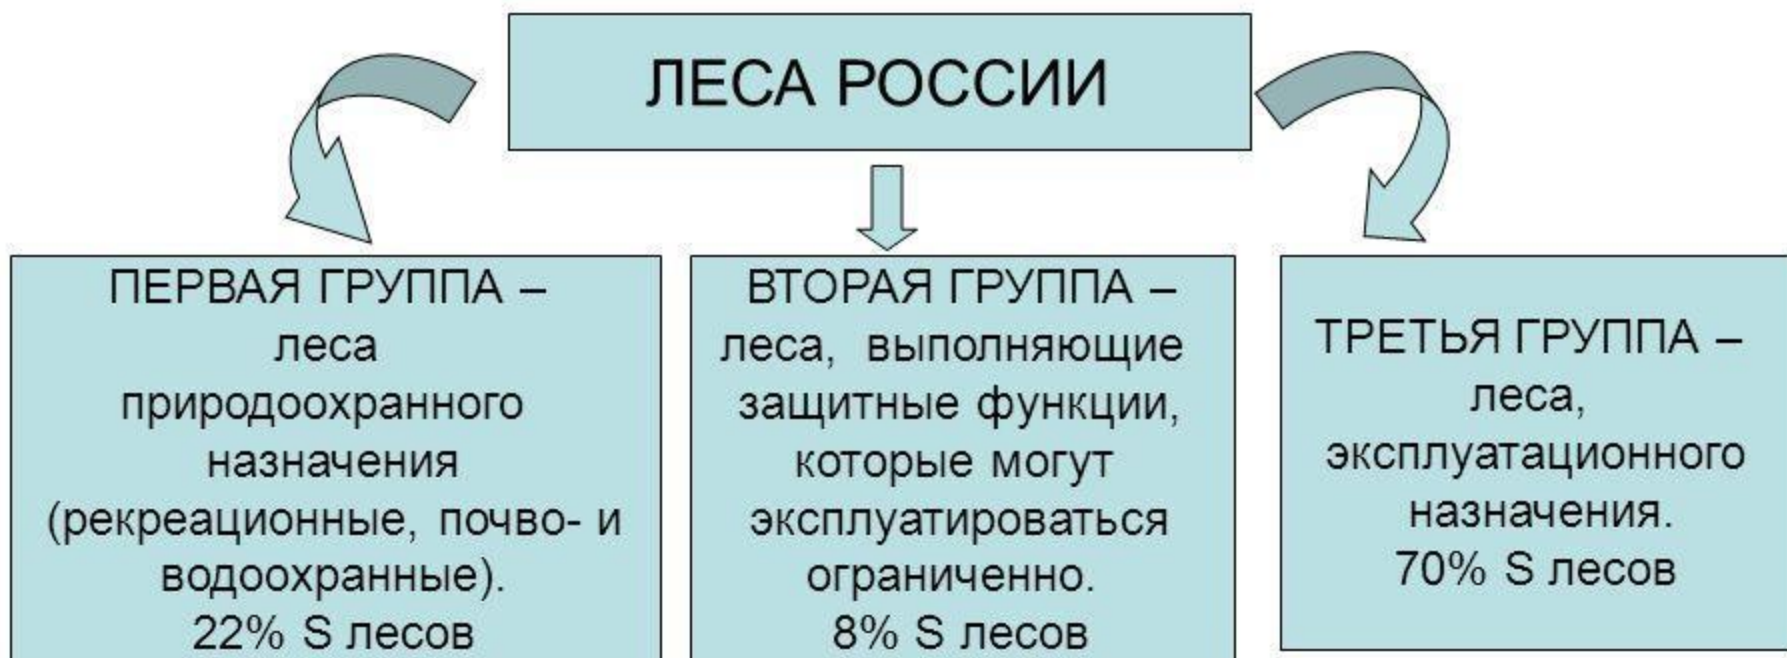 ЛЕСА РОССИИ
ПЕРВАЯ ГРУППА –
леса
природоохранного
назначения
(рекреационные, почво- и
водоохранные).
22% S лесов
ВТОРАЯ ГРУППА –
леса, выполняющие
защитные функции,
которые могут
эксплуатироваться
ограниченно.
8% S лесов
ТРЕТЬЯ ГРУППА –
леса,
эксплуатационного
назначения.
70% S лесов